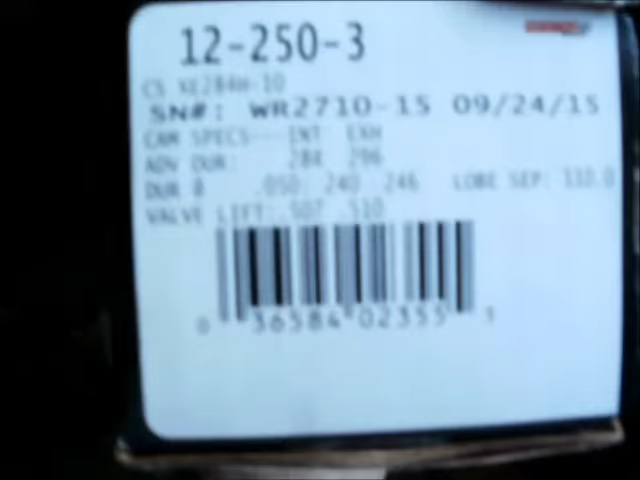 12-250-3
CS XE284H-10
SN#: WR2710-15 09/24/15
CAM SPECS--- INT EXH
ADV DUR: 284 296
DUR @ .050: 240 246 LOBE SEP: 110.0
VALVE LIFT: .507 .510
0 36584 02355 1